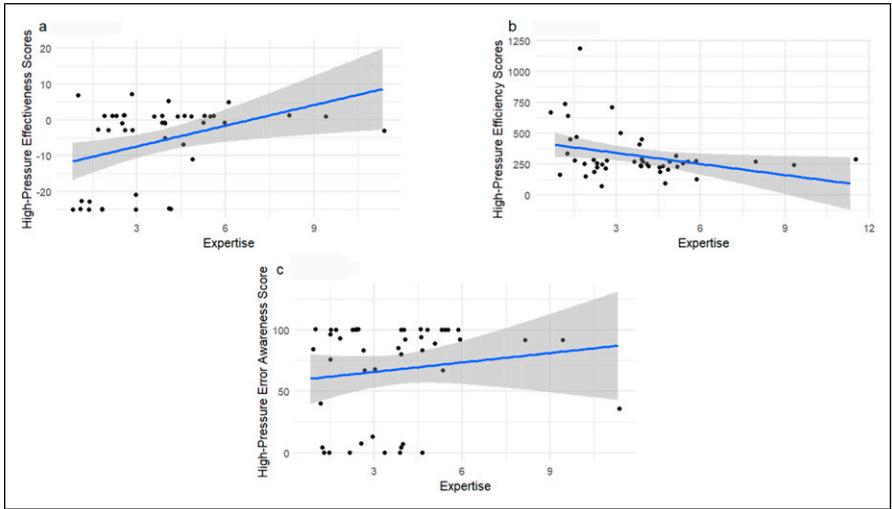 a
High-Pressure Effectiveness Scores
20
10
0
-10
-20
3 6 9
Expertise
b
High-Pressure Efficiency Scores
1250
1000
750
500
250
0
3 6 9 12
Expertise
c
High-Pressure Error Awareness Score
100
50
0
3 6 9
Expertise